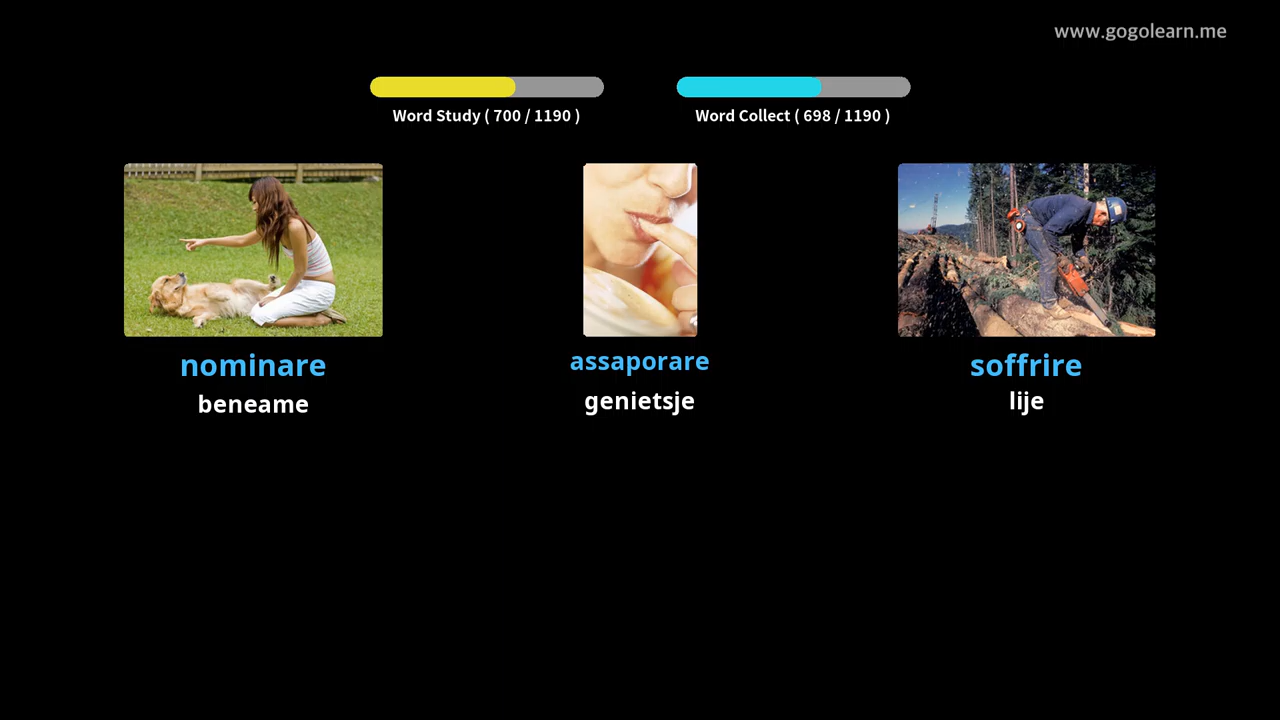 www.gogolearn.me
Word Study ( 700 / 1190 )
Word Collect ( 698 / 1190 )
nominare
beneame
assaporare
genietsje
soffrire
lije